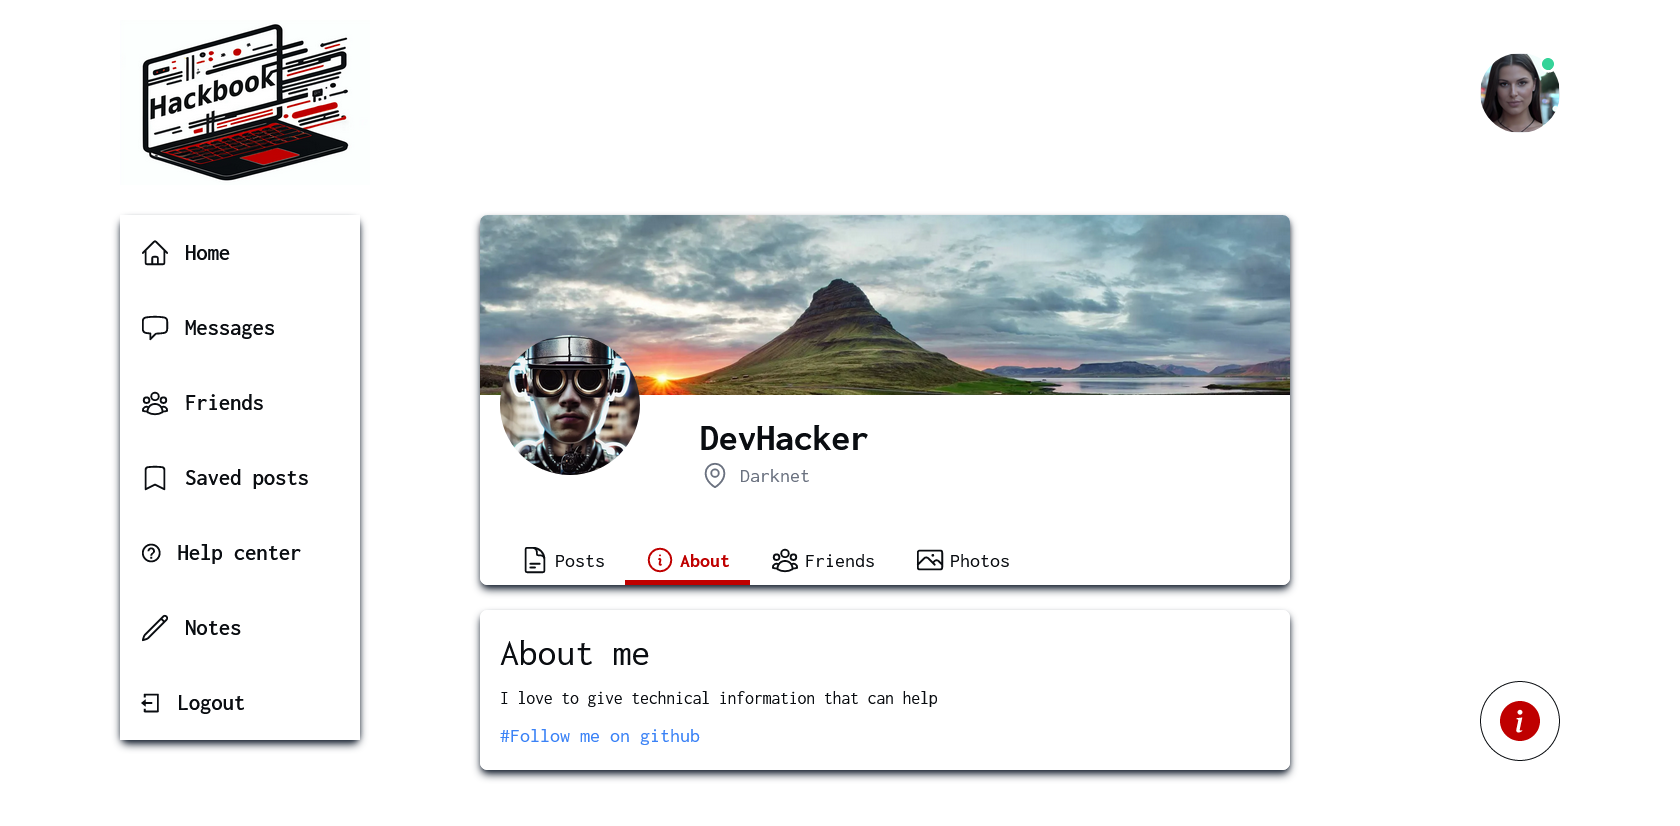 Hackbook
Home
Messages
Friends
Saved posts
Help center
Notes
Logout
DevHacker
Darknet
Posts
About
Friends
Photos
About me
I love to give technical information that can help
#Follow me on github
i